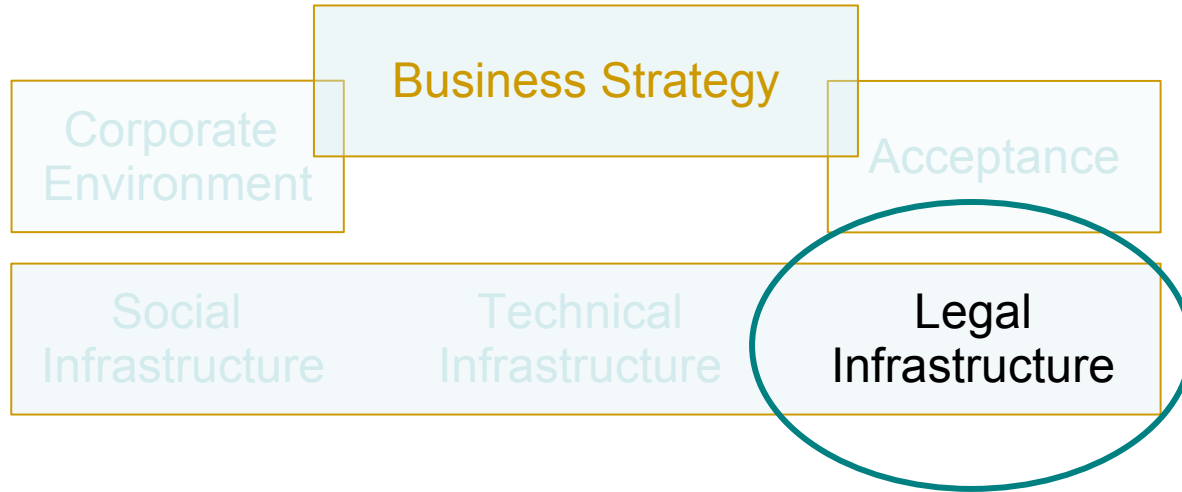 Business Strategy
Corporate
Environment
Acceptance
Social
Infrastructure
Technical
Infrastructure
Legal
Infrastructure